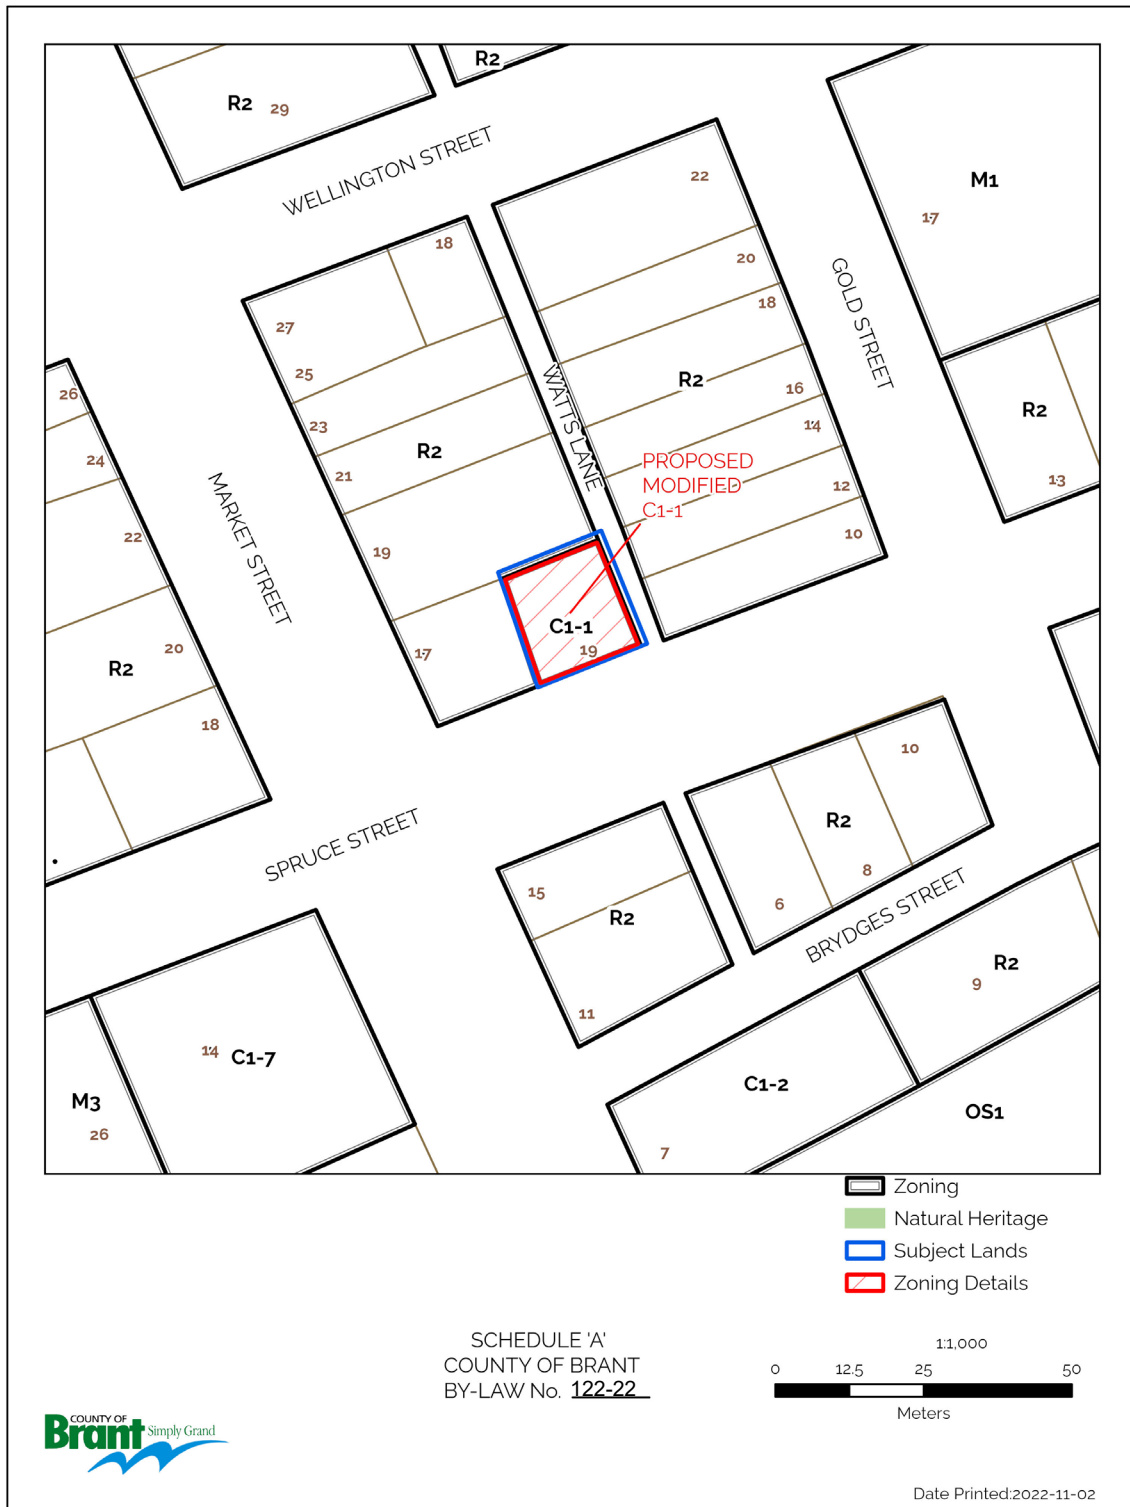 R2
R2
29
WELLINGTON STREET
22
M1
17
18
20
GOLD STREET
27
18
25
26
R2
16
WATTS LANE
R2
23
14
R2
24
21
PROPOSED
MODIFIED
C1-1
12
13
MARKET STREET
22
19
10
C1-1
19
17
20
R2
18
10
R2
SPRUCE STREET
8
15
6
R2
BRYDGES STREET
R2
9
11
14
C1-7
C1-2
M3
OS1
26
7
Zoning
Natural Heritage
Subject Lands
Zoning Details
SCHEDULE 'A'
COUNTY OF BRANT
BY-LAW No. 122-22
1:1,000
0 12.5 25 50
Meters
COUNTY OF
Brant Simply Grand
Date Printed:2022-11-02